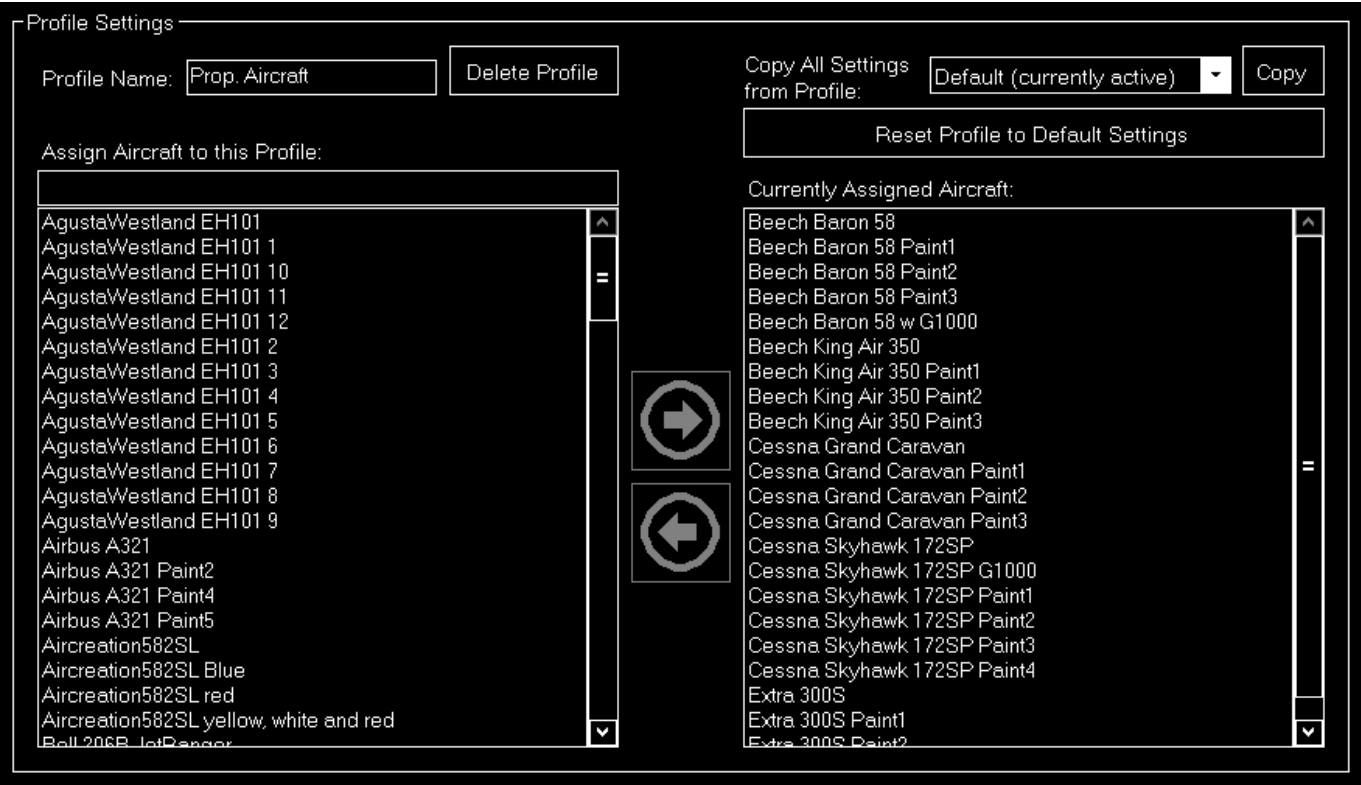 Profile Settings
Profile Name:
Prop. Aircraft
Delete Profile
Copy All Settings
from Profile:
Default (currently active)
Copy
Reset Profile to Default Settings
Assign Aircraft to this Profile:
AgustaWestland EH101
AgustaWestland EH101 1
AgustaWestland EH101 10
AgustaWestland EH101 11
AgustaWestland EH101 12
AgustaWestland EH101 2
AgustaWestland EH101 3
AgustaWestland EH101 4
AgustaWestland EH101 5
AgustaWestland EH101 6
AgustaWestland EH101 7
AgustaWestland EH101 8
AgustaWestland EH101 9
Airbus A321
Airbus A321 Paint2
Airbus A321 Paint4
Airbus A321 Paint5
Aircreation582SL
Aircreation582SL Blue
Aircreation582SL red
Aircreation582SL yellow, white and red
Bell 206B JetRanger
Currently Assigned Aircraft:
Beech Baron 58
Beech Baron 58 Paint1
Beech Baron 58 Paint2
Beech Baron 58 Paint3
Beech Baron 58 w G1000
Beech King Air 350
Beech King Air 350 Paint1
Beech King Air 350 Paint2
Beech King Air 350 Paint3
Cessna Grand Caravan
Cessna Grand Caravan Paint1
Cessna Grand Caravan Paint2
Cessna Grand Caravan Paint3
Cessna Skyhawk 172SP
Cessna Skyhawk 172SP G1000
Cessna Skyhawk 172SP Paint1
Cessna Skyhawk 172SP Paint2
Cessna Skyhawk 172SP Paint3
Cessna Skyhawk 172SP Paint4
Extra 300S
Extra 300S Paint1
Extra 300S Paint2